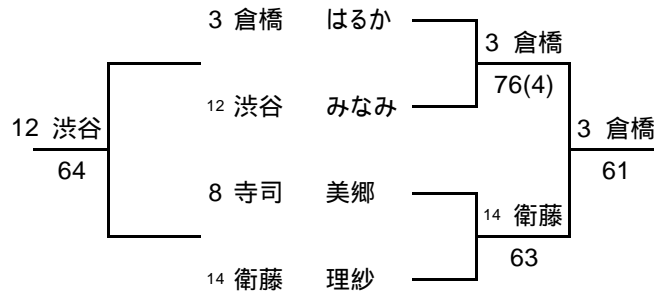 3 倉橋 はるか
3 倉橋
76(4)
12 渋谷 みなみ
12 渋谷
64
3 倉橋
61
8 寺司 美郷
14 衛藤
63
14 衛藤 理紗